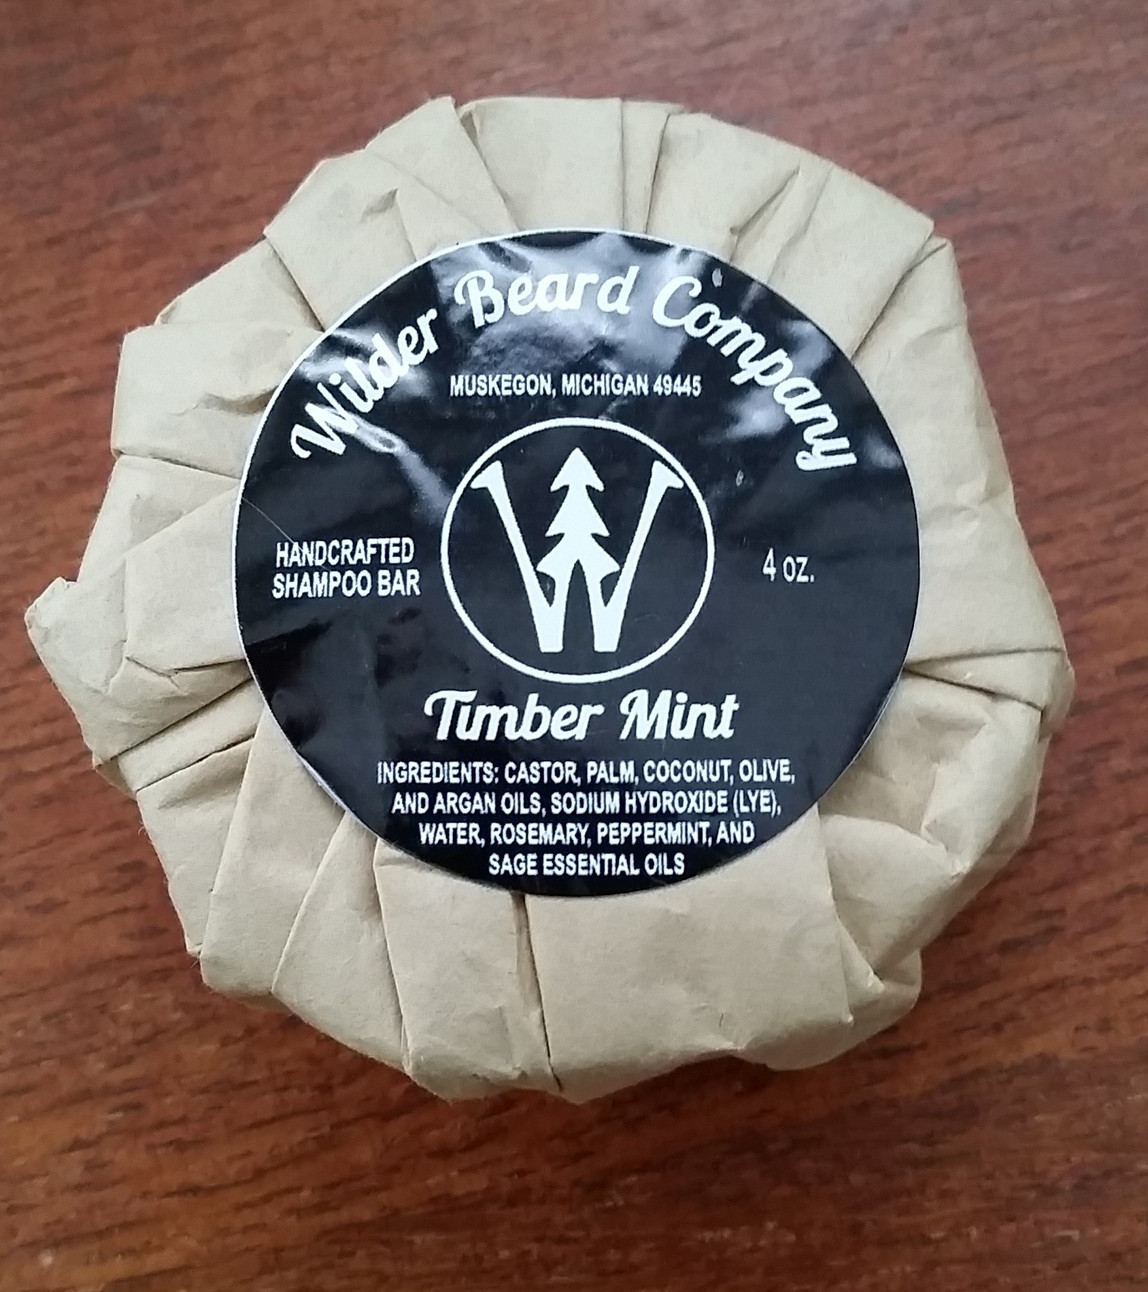 Wilder Beard Company
MUSKEGON, MICHIGAN 49445
W
HANDCRAFTED
SHAMPOO BAR
4 oz.
Timber Mint
INGREDIENTS: CASTOR, PALM, COCONUT, OLIVE,
AND ARGAN OILS, SODIUM HYDROXIDE (LYE),
WATER, ROSEMARY, PEPPERMINT, AND
SAGE ESSENTIAL OILS